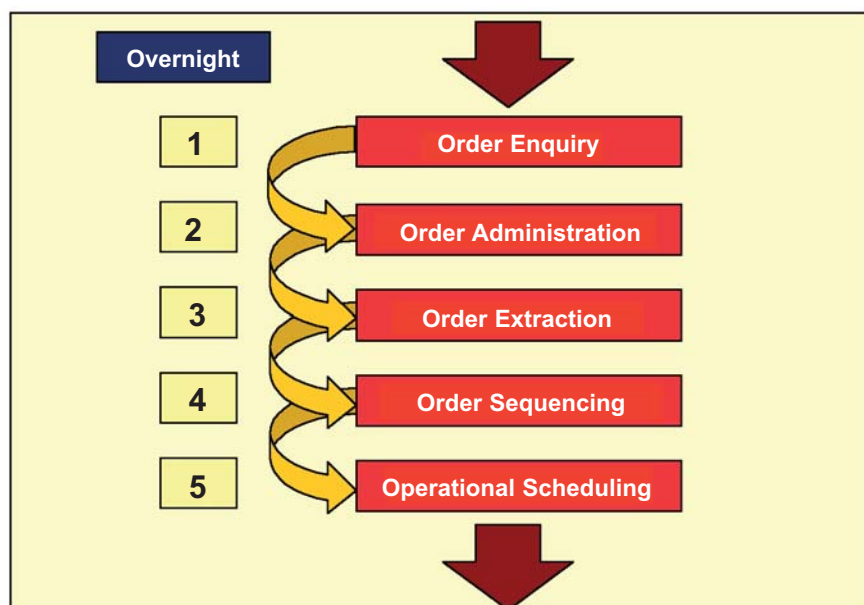 Overnight
1
Order Enquiry
2
Order Administration
3
Order Extraction
4
Order Sequencing
5
Operational Scheduling